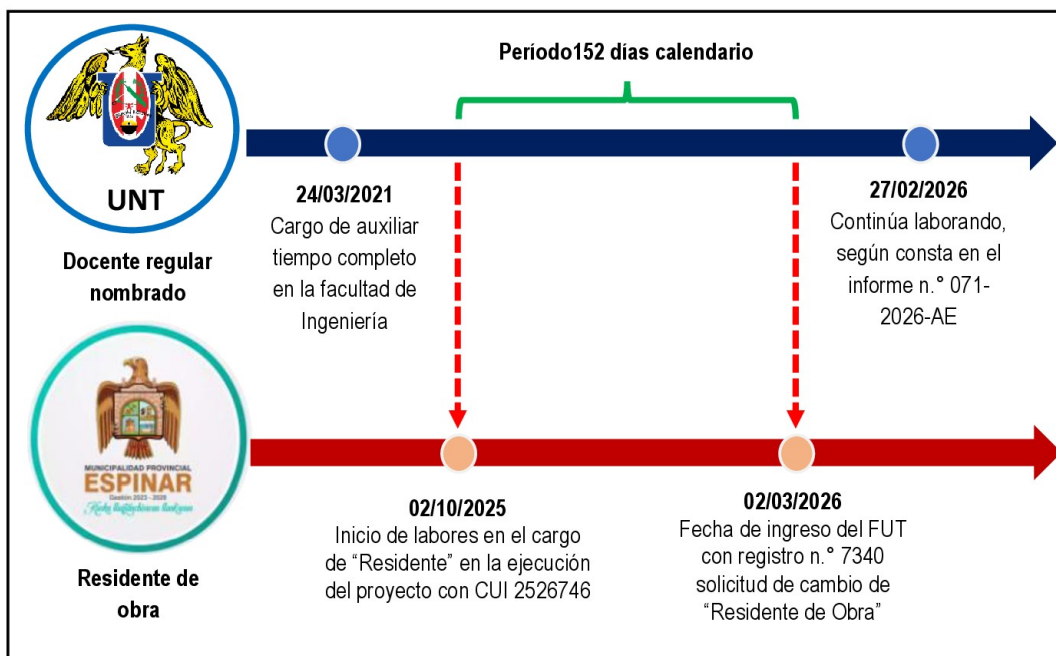 Período152 días calendario
UNT
Docente regular
nombrado
24/03/2021
Cargo de auxiliar
tiempo completo
en la facultad de
Ingeniería
27/02/2026
Continúa laborando,
según consta en el
informe n.° 071-
2026-AE
MUNICIPALIDAD PROVINCIAL
ESPINAR
Gestión 2023 - 2026
Residente de
obra
02/10/2025
Inicio de labores en el cargo
de “Residente” en la ejecución
del proyecto con CUI 2526746
02/03/2026
Fecha de ingreso del FUT
con registro n.° 7340
solicitud de cambio de
“Residente de Obra”